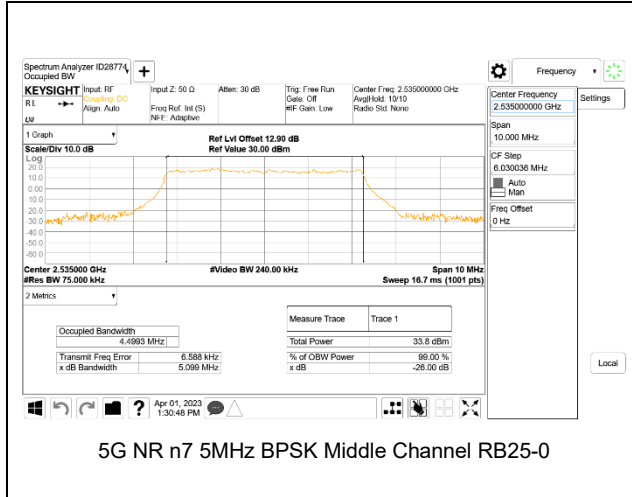 Spectrum Analyzer ID28774
Occupied BW
Frequency
KEYSIGHT
Input: RF
Input Z: 50 Ω
Atten: 30 dB
Trig: Free Run
Center Freq: 2.535000000 GHz
R L
Coupling: DC
Gate: Off
Avg|Hold: 10/10
Align: Auto
Freq Ref: Int (S)
#IF Gain: Low
Radio Std: None
NFE: Adaptive
Center Frequency
2.535000000 GHz
Settings
Span
10.000 MHz
CF Step
6.030036 MHz
Auto
Man
Freq Offset
0 Hz
1 Graph
Ref Lvl Offset 12.90 dB
Scale/Div 10.0 dB
Ref Value 30.00 dBm
Log
20.0
10.0
0.00
-10.0
-20.0
-30.0
-40.0
-50.0
-60.0
Center 2.535000 GHz
#Video BW 240.00 kHz
Span 10 MHz
#Res BW 75.000 kHz
Sweep 16.7 ms (1001 pts)
2 Metrics
Measure Trace
Trace 1
Occupied Bandwidth
4.4993 MHz
Total Power
33.8 dBm
Transmit Freq Error
6.588 kHz
% of OBW Power
99.00 %
x dB Bandwidth
5.099 MHz
x dB
-26.00 dB
Local
?
Apr 01, 2023
1:30:48 PM
5G NR n7 5MHz BPSK Middle Channel RB25-0